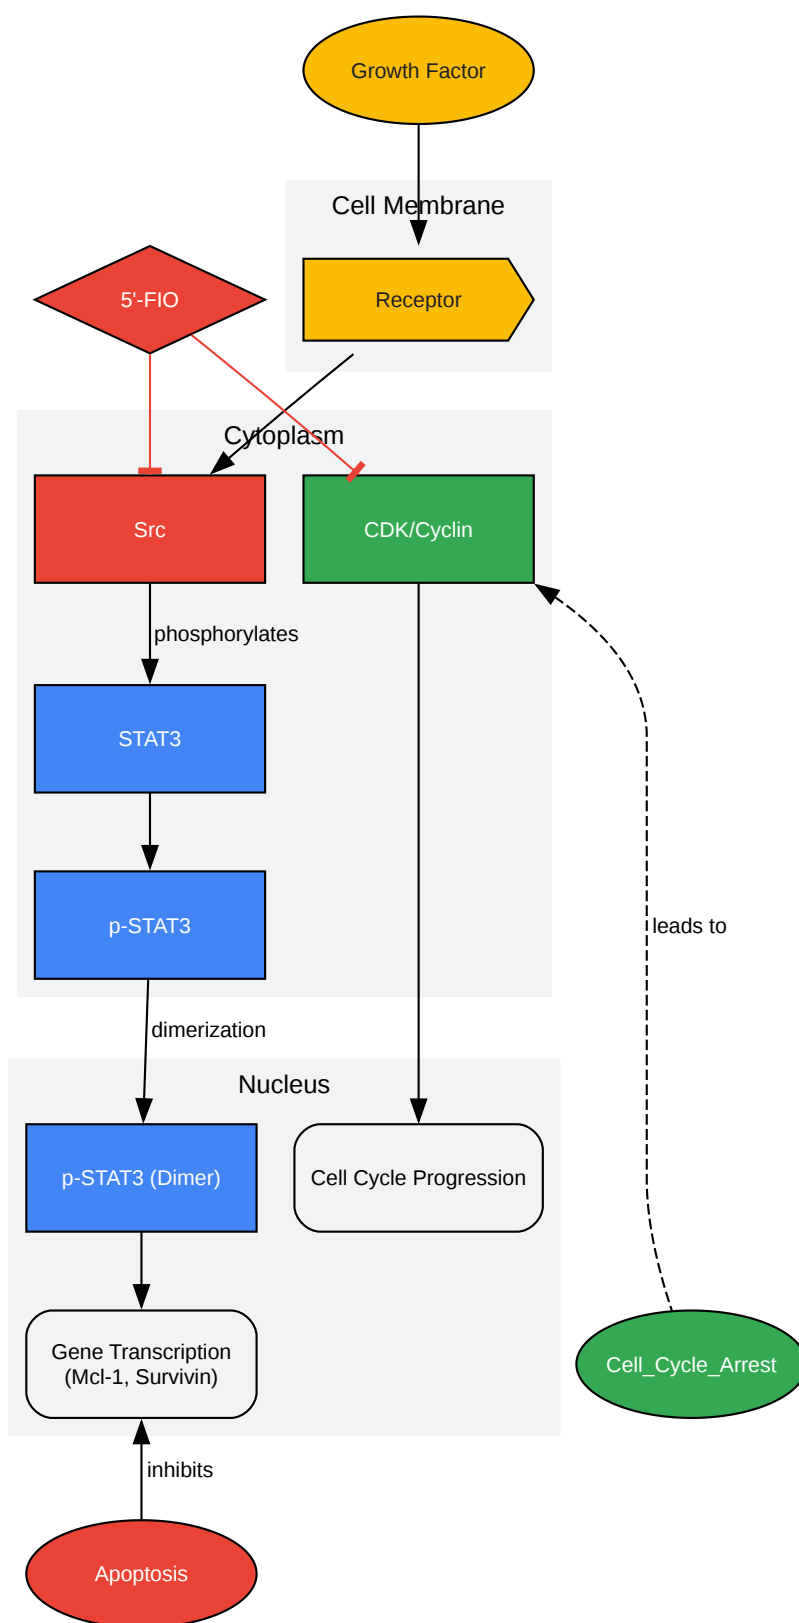 Growth Factor
Cell Membrane
5'-FIO
Receptor
Cytoplasm
Src
CDK/Cyclin
phosphorylates
STAT3
p-STAT3
leads to
dimerization
Nucleus
p-STAT3 (Dimer)
Cell Cycle Progression
Gene Transcription
(Mcl-1, Survivin)
Cell_Cycle_Arrest
inhibits
Apoptosis